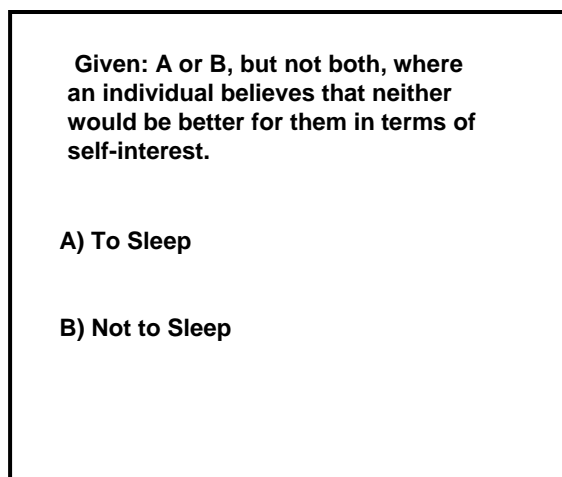 Given: A or B, but not both, where
an individual believes that neither
would be better for them in terms of
self-interest.
A) To Sleep
B) Not to Sleep